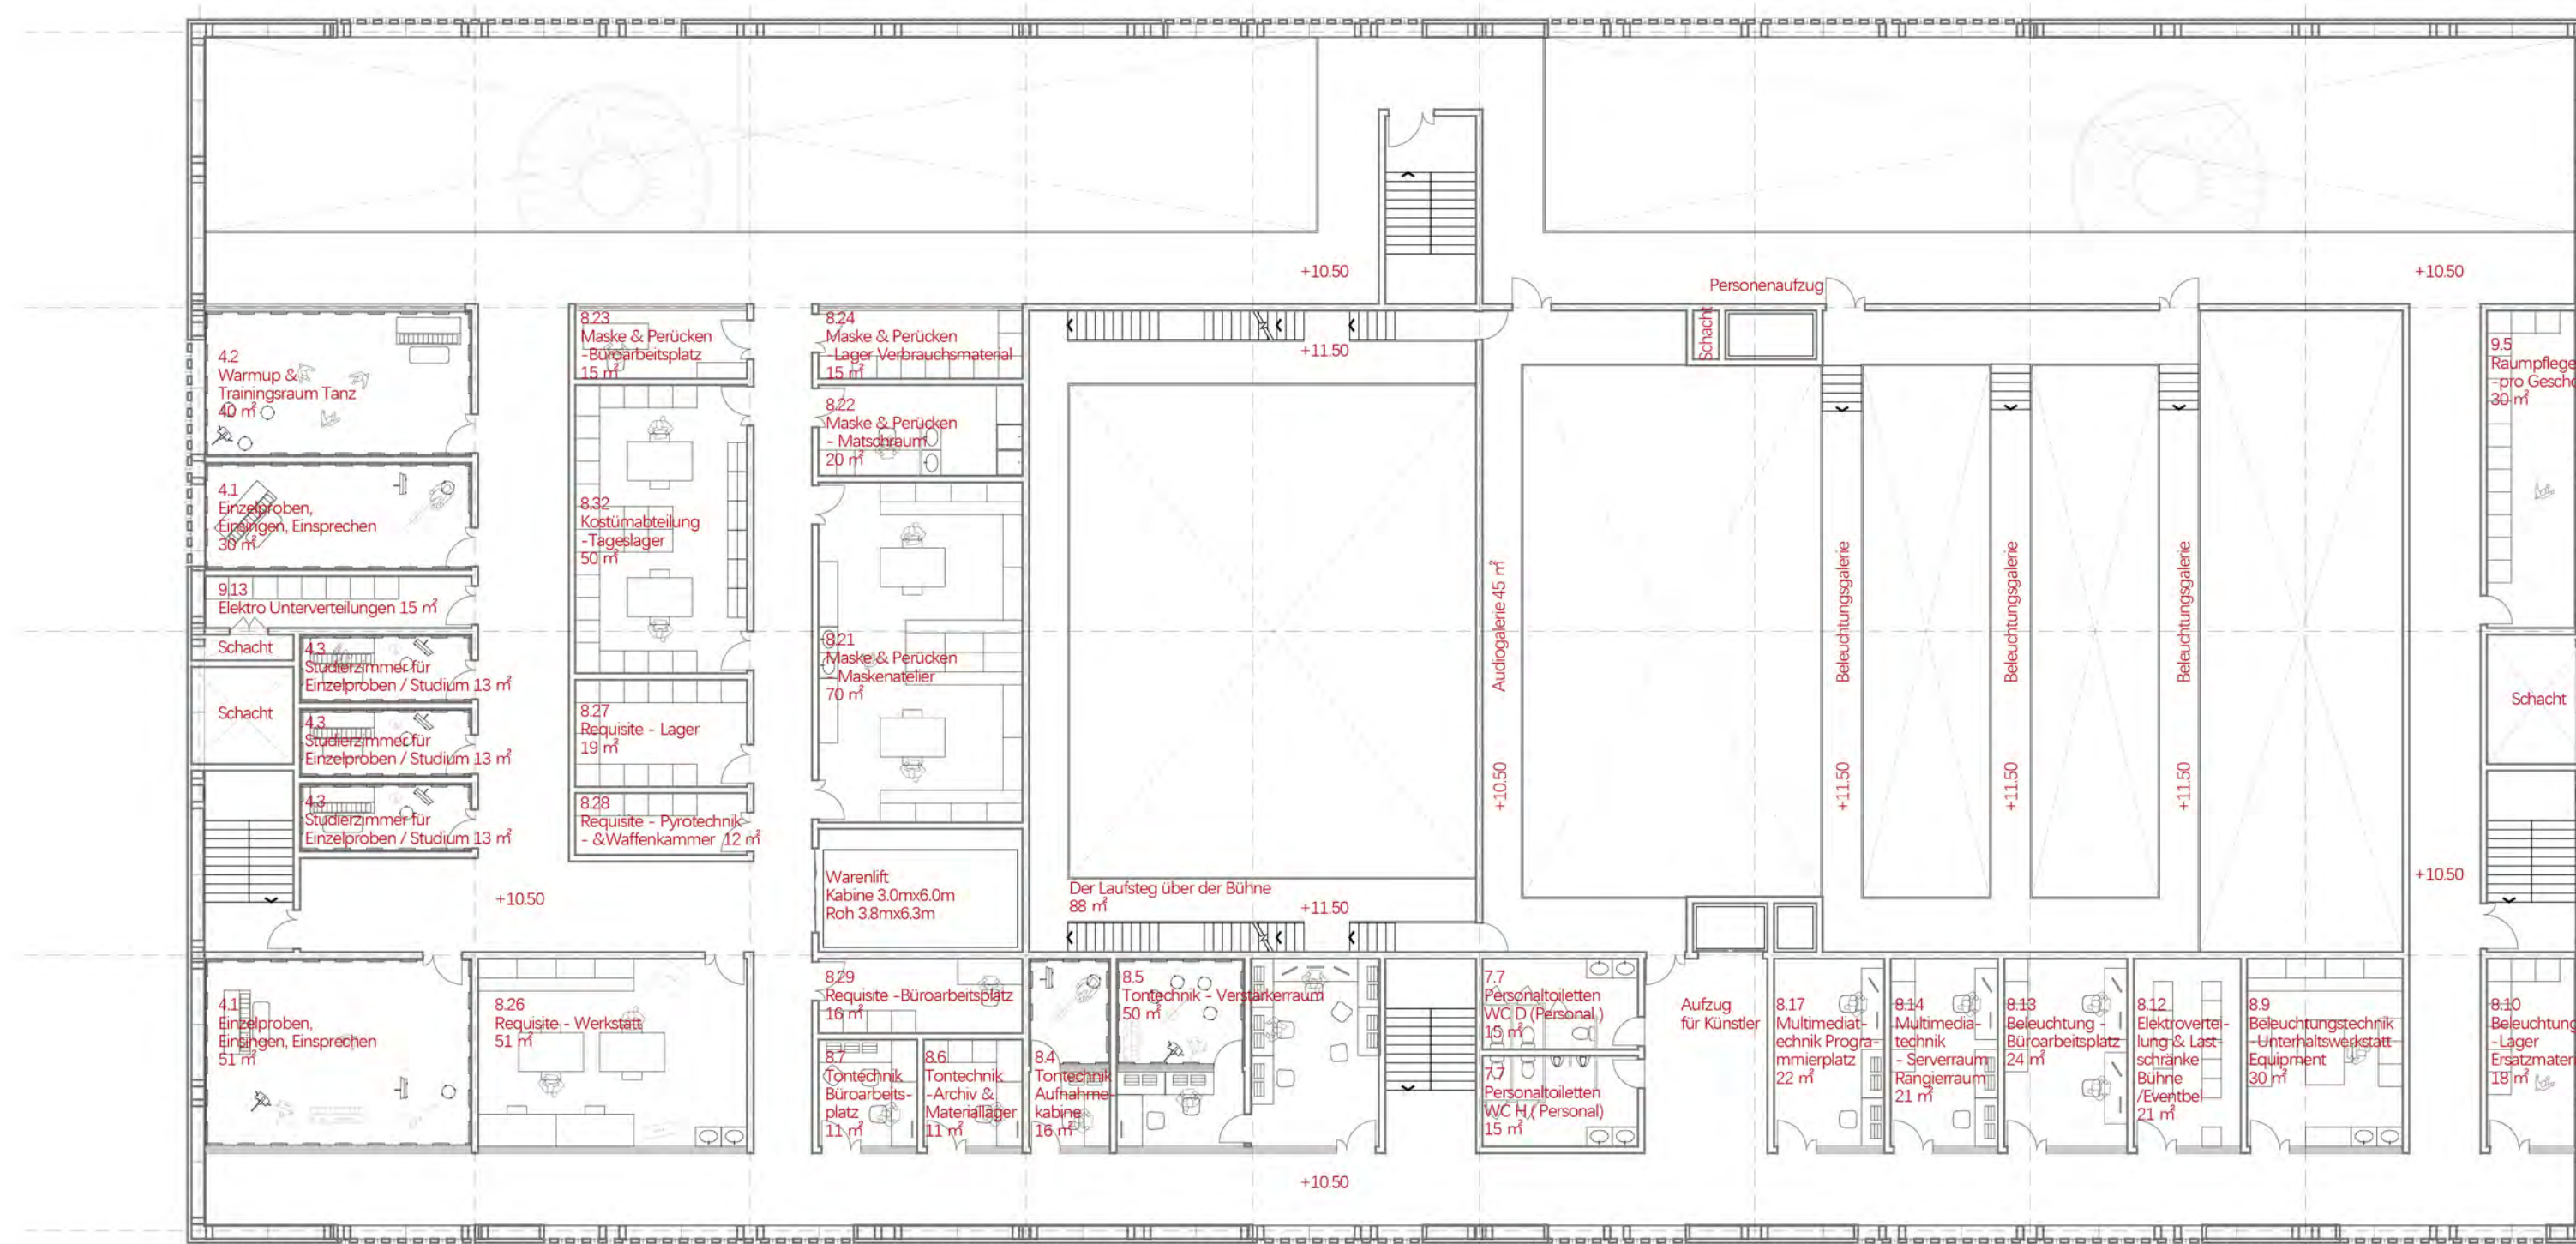 +10.50
Personenaufzug
+10.50
Schacht
+11.50
4.2
Warmup &
Trainingsraum Tanz
40 m²
4.1
Einzelproben,
Einsingen, Einsprechen
30 m²
9.13
Elektro Unterverteilungen 15 m²
Schacht
Schacht
4.3
Studierzimmer für
Einzelproben / Studium 13 m²
4.3
Studierzimmer für
Einzelproben / Studium 13 m²
4.3
Studierzimmer für
Einzelproben / Studium 13 m²
+10.50
4.1
Einzelproben,
Einsingen, Einsprechen
51 m²
8.26
Requisite - Werkstatt
51 m²
8.23
Maske & Perücken
-Büroarbeitsplatz
15 m²
8.32
Kostümabteilung
-Tageslager
50 m²
8.27
Requisite - Lager
19 m²
8.28
Requisite - Pyrotechnik
- &Waffenkammer 12 m²
8.24
Maske & Perücken
-Lager Verbrauchsmaterial
15 m²
8.22
Maske & Perücken
- Matschraum
20 m²
8.21
Maske & Perücken
- Maskenatelier
70 m²
Warenlift
Kabine 3.0mx6.0m
Roh 3.8mx6.3m
8.29
Requisite -Büroarbeitsplatz
16 m²
8.7
Tontechnik
Büroarbeits-
platz
11 m²
8.6
Tontechnik
-Archiv &
Materiallager
11 m²
8.4
Tontechnik
Aufnahme-
kabine
16 m²
8.5
Tontechnik - Verstärkerraum
50 m²
Der Laufsteg über der Bühne
88 m²
+11.50
Audiogalerie 45 m²
+10.50
Beleuchtungsgalerie
+11.50
Beleuchtungsgalerie
+11.50
Beleuchtungsgalerie
+11.50
7.7
Personaltoiletten
WC D (Personal )
15 m²
7.7
Personaltoiletten
WC H ( Personal)
15 m²
Aufzug
für Künstler
8.17
Multimediat-
echnik Progra-
mmierplatz
22 m²
8.14
Multimedia-
technik
- Serverraum
Rangierraum
21 m²
8.13
Beleuchtung -
Büroarbeitsplatz
24 m²
8.12
Elektrovertei-
lung & Last-
schränke
Bühne
/Eventbel
21 m²
8.9
Beleuchtungstechnik
-Unterhaltswerkstatt
Equipment
30 m²
9.5
Raumpflege
-pro Gescho
30 m²
Schacht
+10.50
8.10
Beleuchtung
-Lager
Ersatzmater
18 m²
+10.50